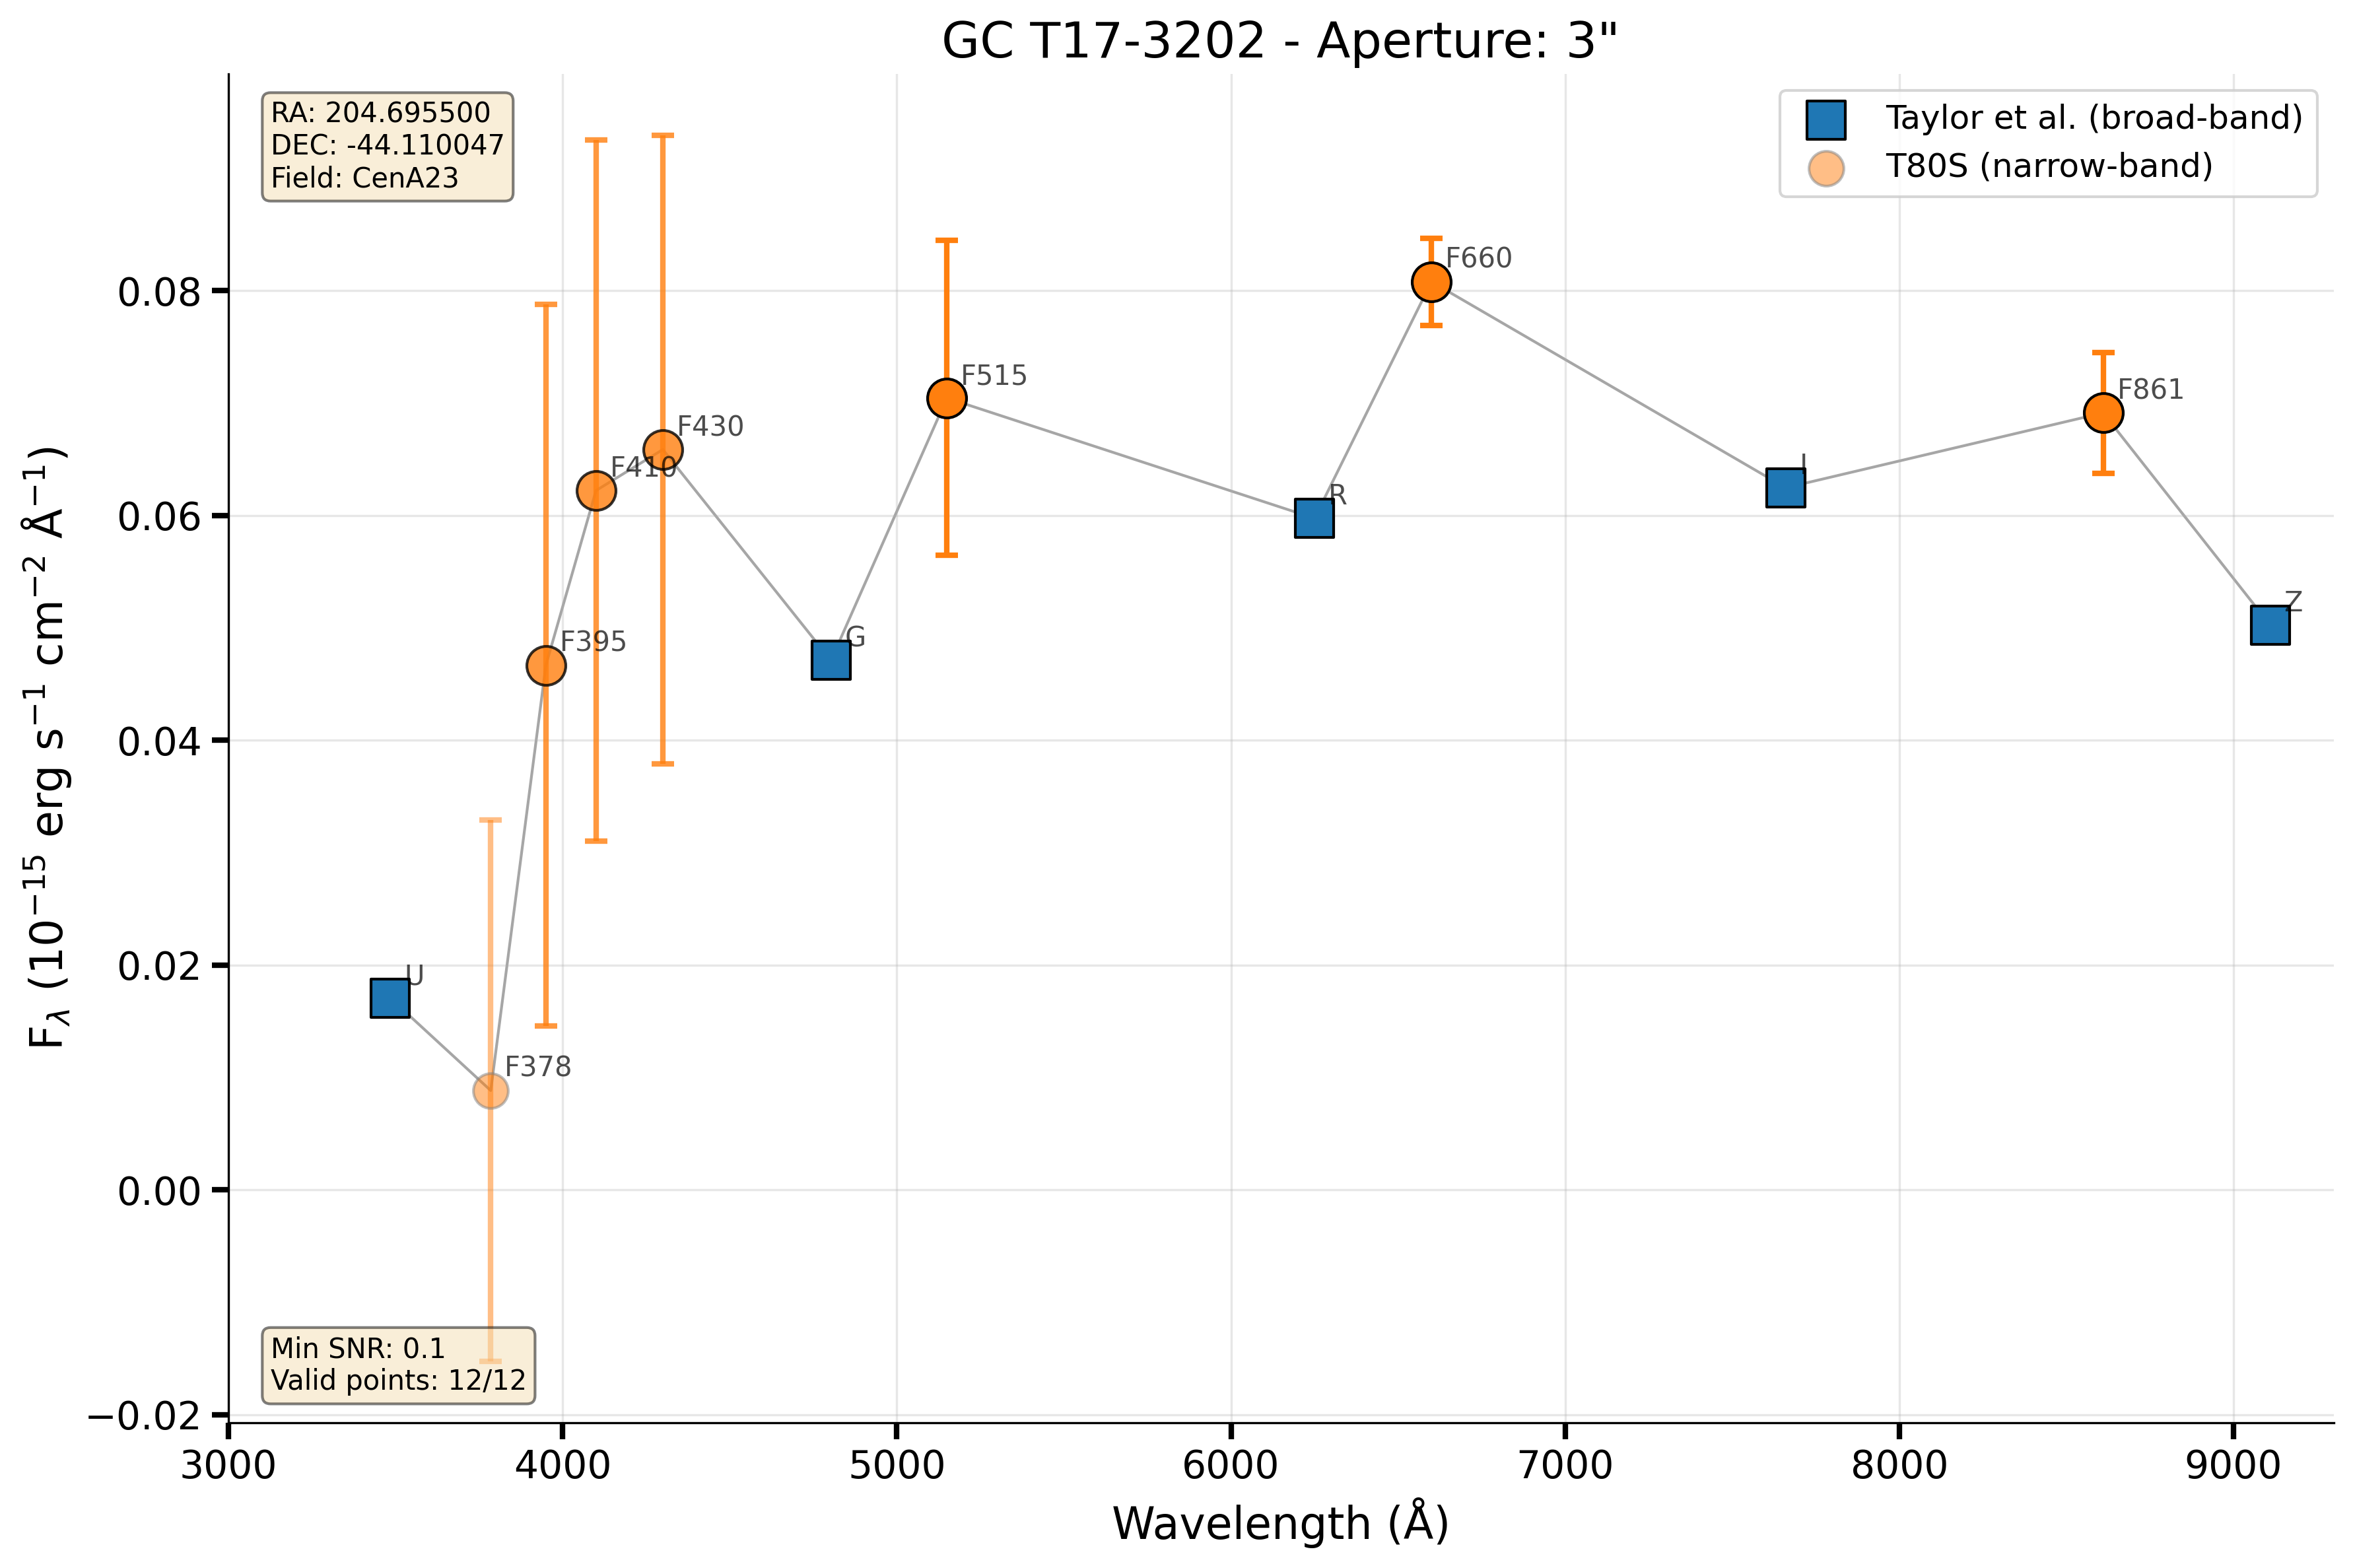 GC T17-3202 - Aperture: 3"
RA: 204.695500
DEC: -44.110047
Field: CenA23
Taylor et al. (broad-band)
T80S (narrow-band)
F660
F515
F861
F430
F410
I
R
F395
G
Z
U
F378
Min SNR: 0.1
Valid points: 12/12
0.08
0.06
0.04
0.02
0.00
−0.02
3000 4000 5000 6000 7000 8000 9000
Wavelength (Å)
F_λ (10⁻¹⁵ erg s⁻¹ cm⁻² Å⁻¹)